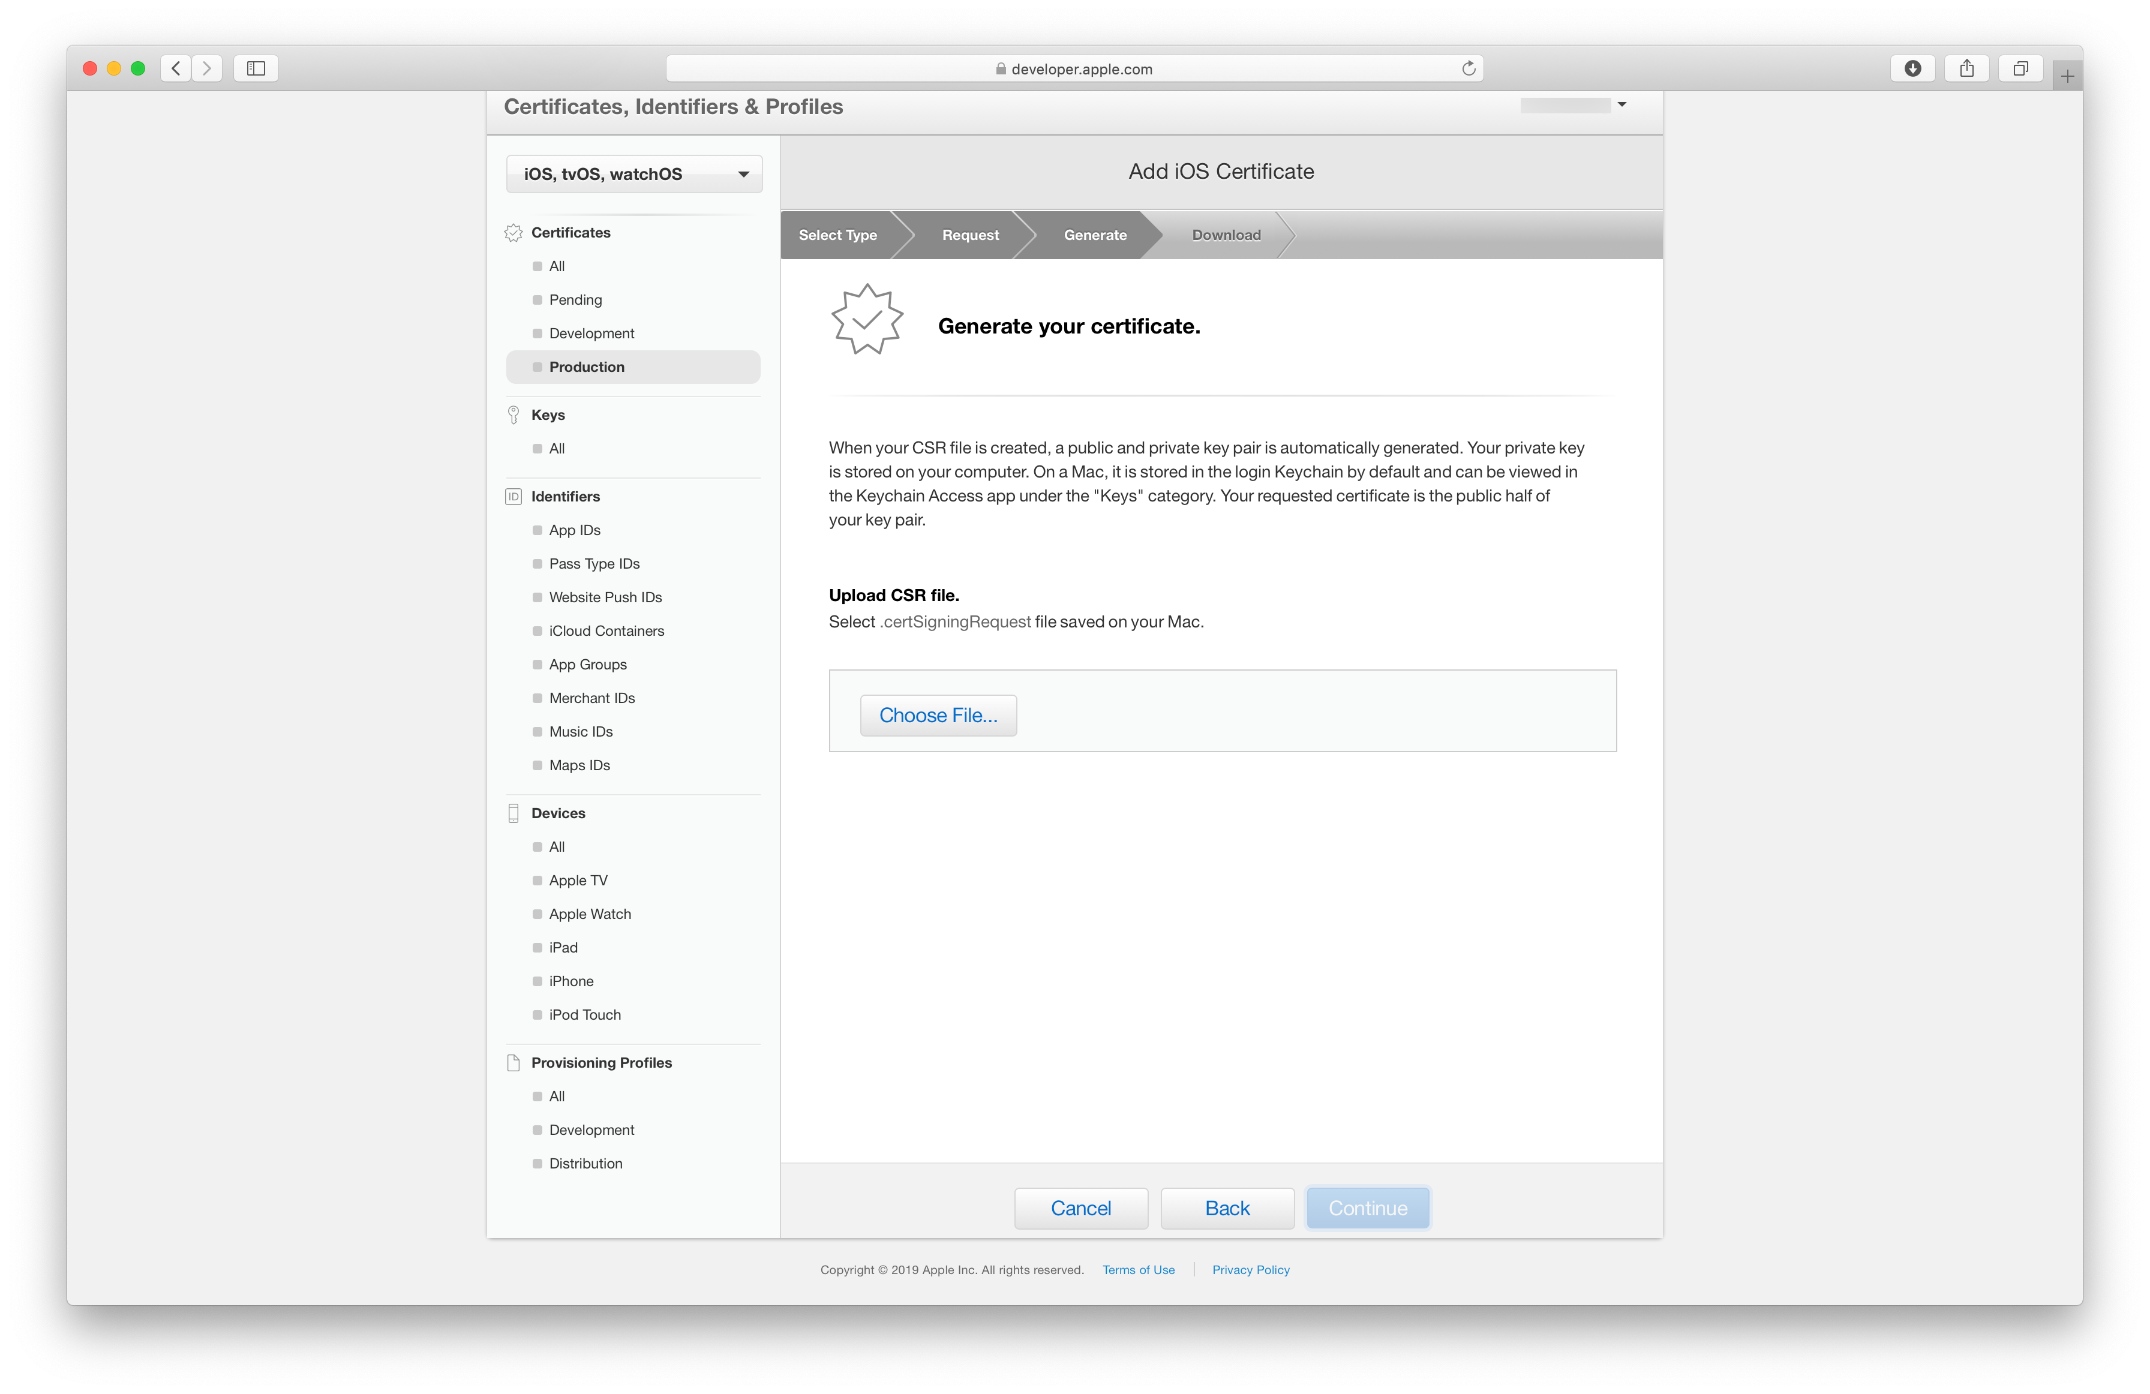 developer.apple.com
Certificates, Identifiers & Profiles
iOS, tvOS, watchOS
Certificates
All
Pending
Development
Production
Keys
All
ID Identifiers
App IDs
Pass Type IDs
Website Push IDs
iCloud Containers
App Groups
Merchant IDs
Music IDs
Maps IDs
Devices
All
Apple TV
Apple Watch
iPad
iPhone
iPod Touch
Provisioning Profiles
All
Development
Distribution
Add iOS Certificate
Select Type Request Generate Download
Generate your certificate.
When your CSR file is created, a public and private key pair is automatically generated. Your private key
is stored on your computer. On a Mac, it is stored in the login Keychain by default and can be viewed in
the Keychain Access app under the "Keys" category. Your requested certificate is the public half of
your key pair.
Upload CSR file.
Select .certSigningRequest file saved on your Mac.
Choose File...
Cancel Back Continue
Copyright © 2019 Apple Inc. All rights reserved. Terms of Use Privacy Policy